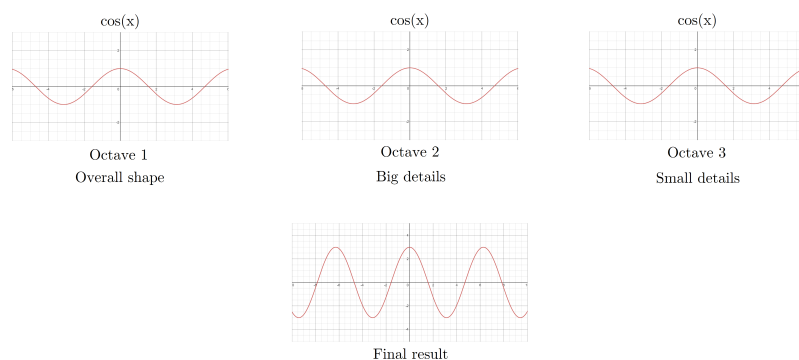 cos(x)
cos(x)
cos(x)
Octave 1
Octave 2
Octave 3
Overall shape
Big details
Small details
Final result